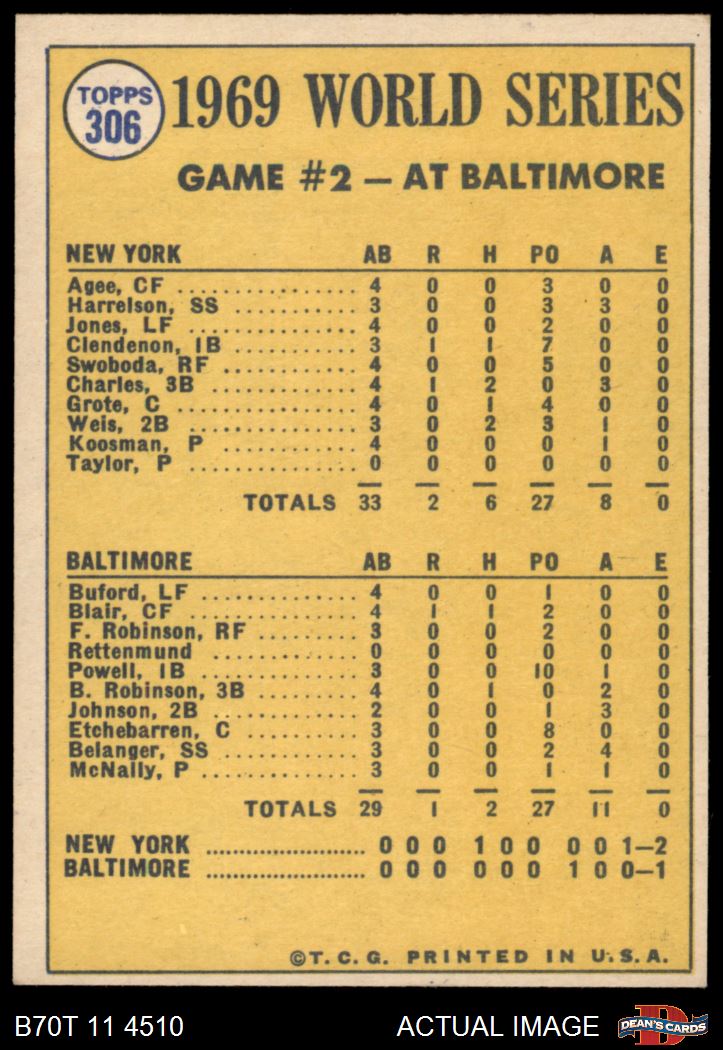 TOPPS
306
1969 WORLD SERIES
GAME #2 — AT BALTIMORE
NEW YORK AB R H PO A E
Agee, CF ................ 4 0 0 3 0 0
Harrelson, SS ........... 3 0 0 3 3 0
Jones, LF ............... 4 0 0 2 0 0
Clendenon, 1B ........... 3 1 1 7 0 0
Swoboda, RF ............ 4 0 0 5 0 0
Charles, 3B ............. 4 1 2 0 3 0
Grote, C ................ 4 0 1 4 0 0
Weis, 2B ................ 3 0 2 3 1 0
Koosman, P ............. 4 0 0 0 1 0
Taylor, P ............... 0 0 0 0 0 0
TOTALS 33 2 6 27 8 0
BALTIMORE AB R H PO A E
Buford, LF .............. 4 0 0 1 0 0
Blair, CF ............... 4 1 1 2 0 0
F. Robinson, RF ......... 3 0 0 2 0 0
Rettenmund ............. 0 0 0 0 0 0
Powell, 1B .............. 3 0 0 10 1 0
B. Robinson, 3B ......... 4 0 1 0 2 0
Johnson, 2B ............. 2 0 0 1 3 0
Etchebarren, C .......... 3 0 0 8 0 0
Belanger, SS ............ 3 0 0 2 4 0
McNally, P .............. 3 0 0 1 1 0
TOTALS 29 1 2 27 11 0
NEW YORK ....................... 0 0 0 1 0 0 0 0 1—2
BALTIMORE ....................... 0 0 0 0 0 0 1 0 0—1
©T. C. G. PRINTED IN U.S.A.
B70T 11 4510 ACTUAL IMAGE
D
DEAN'S CARDS